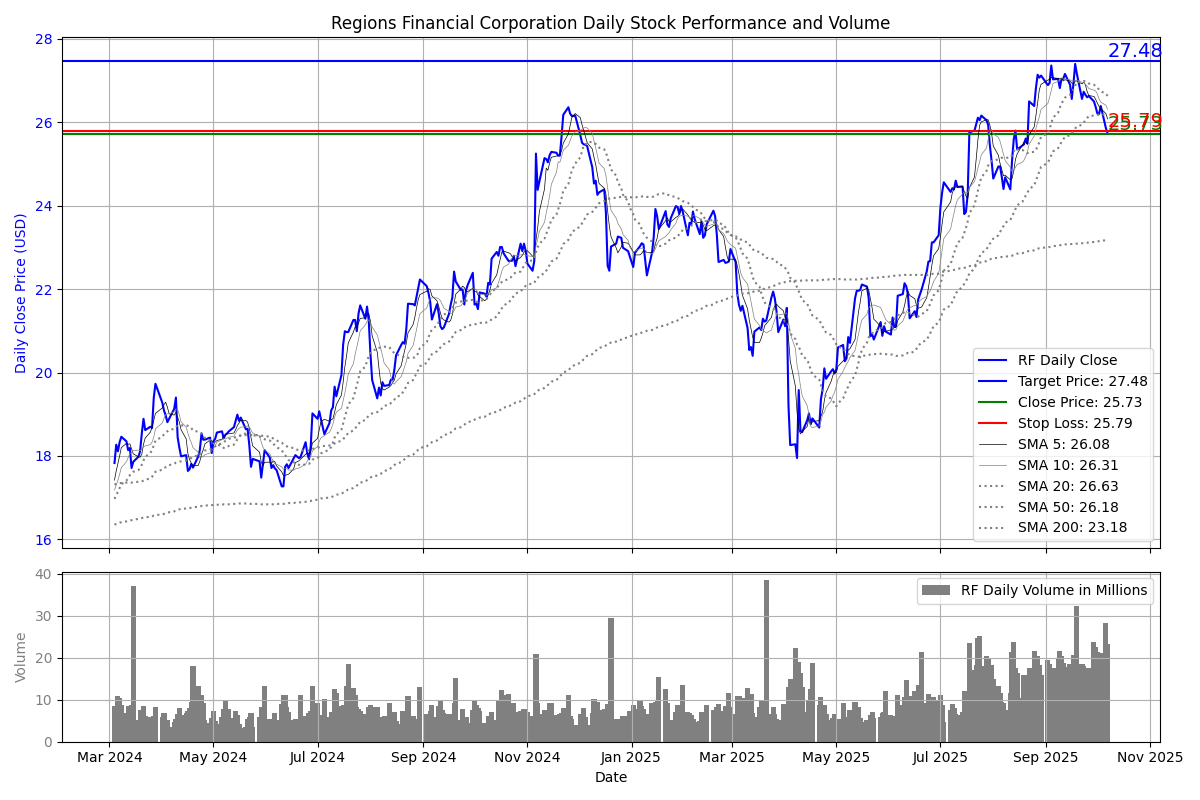 Regions Financial Corporation Daily Stock Performance and Volume
Daily Close Price (USD)
28
26
24
22
20
18
16
27.48
25.79
25.73
RF Daily Close
Target Price: 27.48
Close Price: 25.73
Stop Loss: 25.79
SMA 5: 26.08
SMA 10: 26.31
SMA 20: 26.63
SMA 50: 26.18
SMA 200: 23.18
Volume
40
30
20
10
0
RF Daily Volume in Millions
Mar 2024 May 2024 Jul 2024 Sep 2024 Nov 2024 Jan 2025 Mar 2025 May 2025 Jul 2025 Sep 2025 Nov 2025
Date